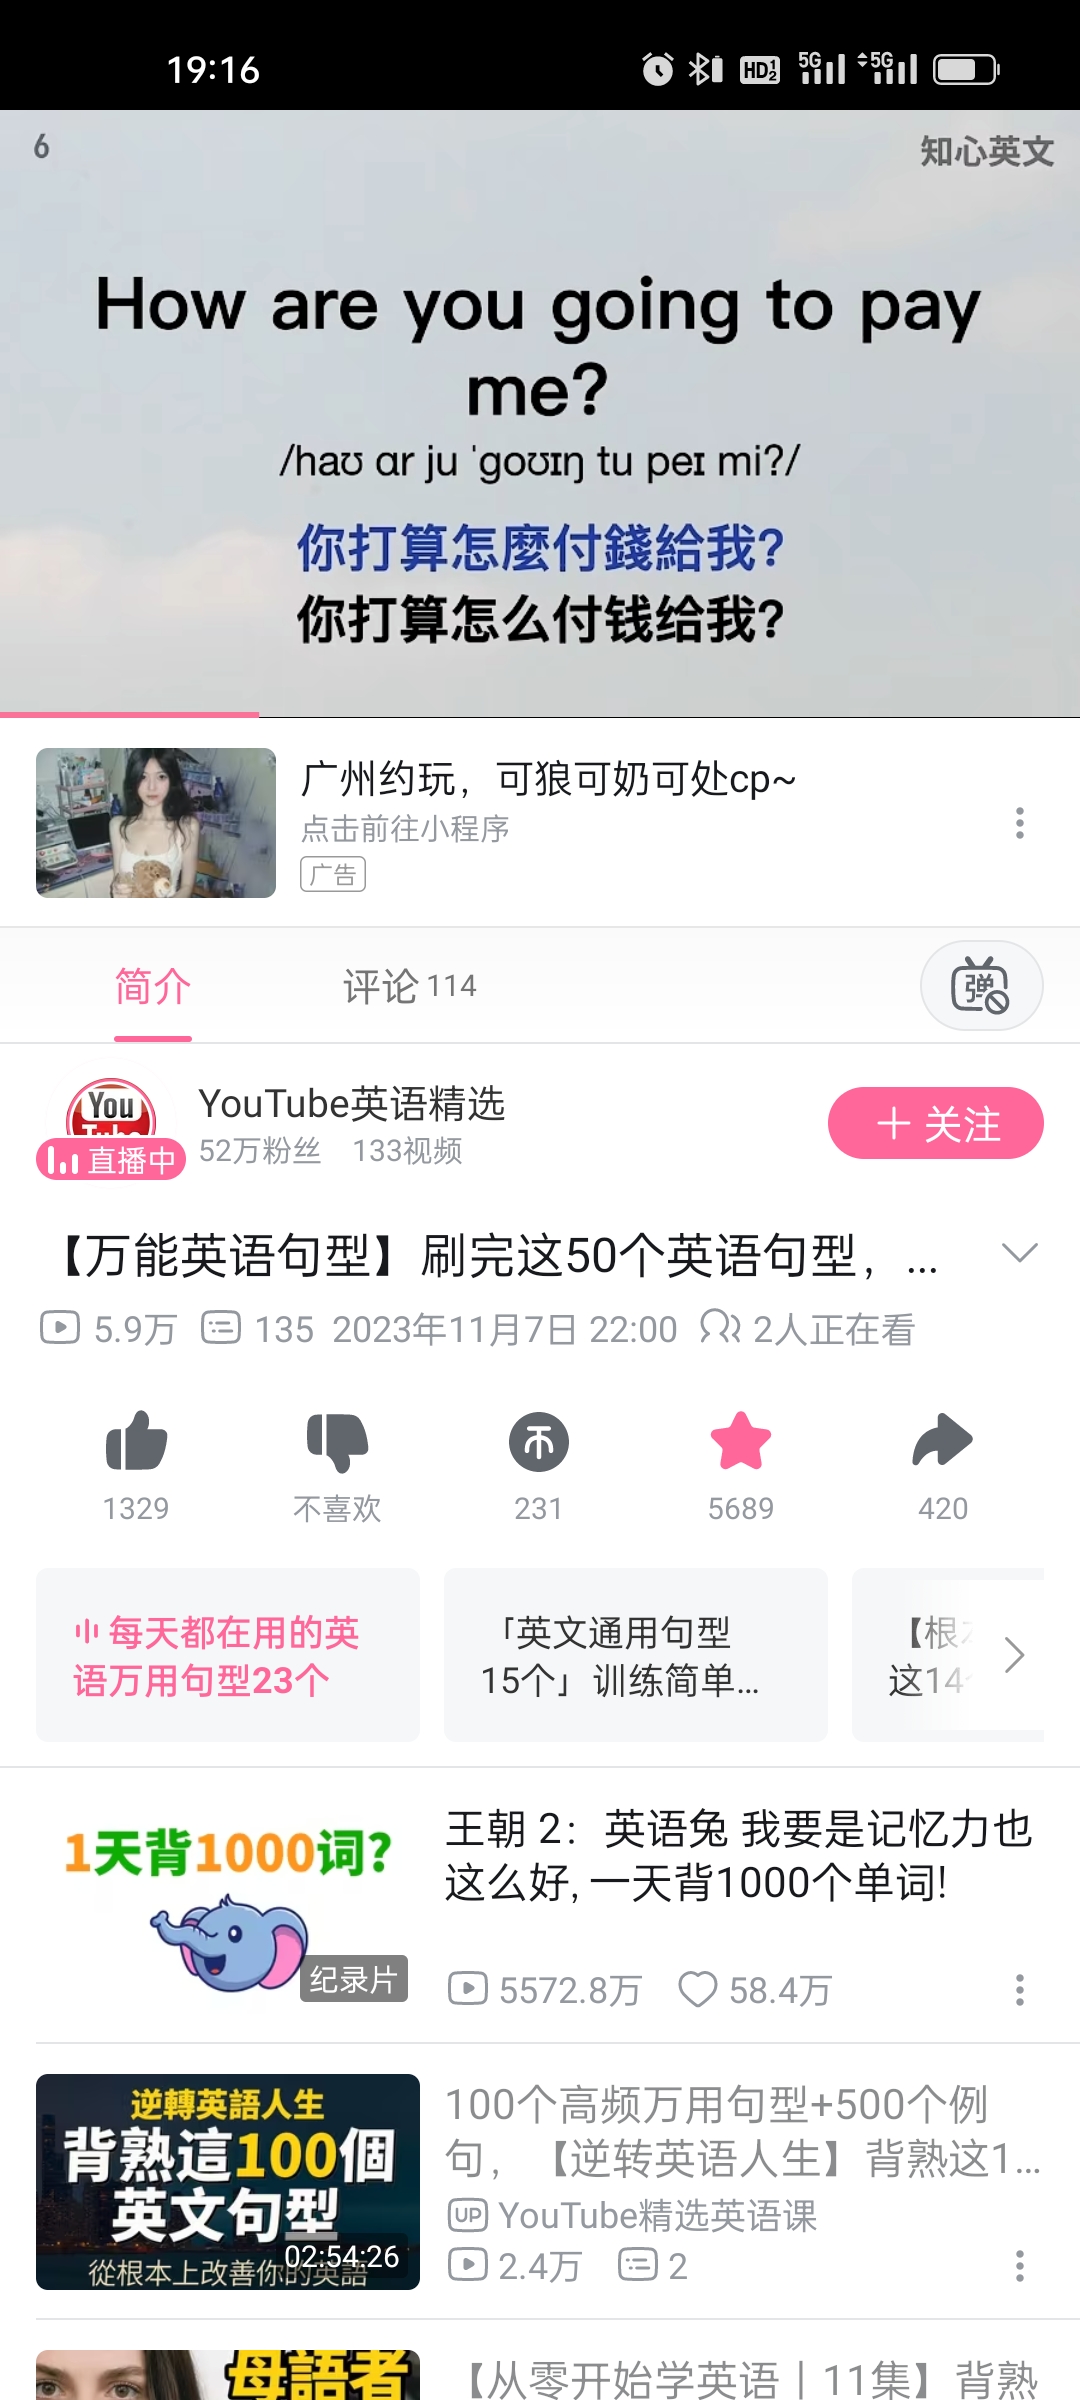 19:16
HD 1 2
5G
5G
6
知心英文
How are you going to pay
me?
/haʊ ɑr ju ˈgoʊɪŋ tu peɪ mi?/
你打算怎麼付錢給我?
你打算怎么付钱给我?
广州约玩，可狼可奶可处cp~
点击前往小程序
广告
简介
评论 114
弹
You
Tube
直播中
YouTube英语精选
52万粉丝 133视频
＋ 关注
【万能英语句型】刷完这50个英语句型，...
5.9万 135 2023年11月7日 22:00 2人正在看
1329 不喜欢 231 5689 420
每天都在用的英
语万用句型23个
「英文通用句型
15个」训练简单...
【根
这14
1天背1000词?
纪录片
王朝 2：英语兔 我要是记忆力也
这么好, 一天背1000个单词!
5572.8万 58.4万
逆轉英語人生
背熟這100個
英文句型
從根本上改善你的英語
02:54:26
100个高频万用句型+500个例
句，【逆转英语人生】背熟这1...
UP YouTube精选英语课
2.4万 2
母語者
【从零开始学英语丨11集】背熟